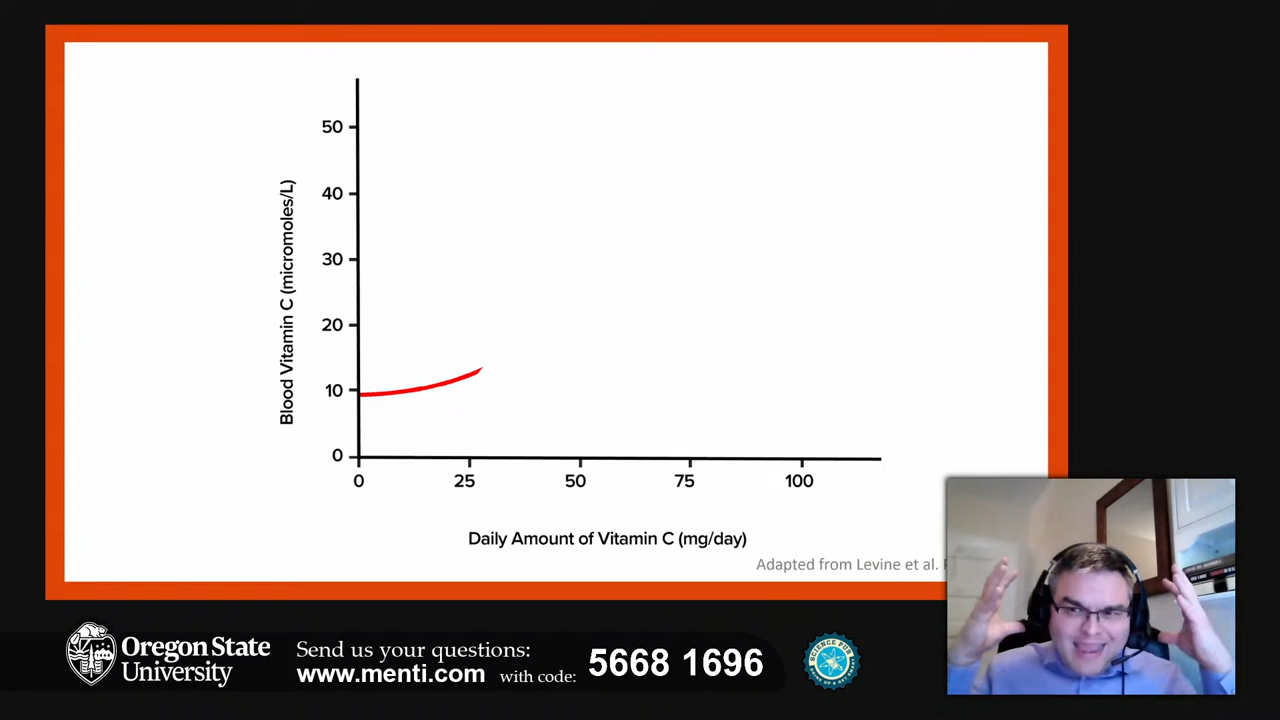 50
40
30
20
10
0
Blood Vitamin C (micromoles/L)
0 25 50 75 100
Daily Amount of Vitamin C (mg/day)
Adapted from Levine et al.
Oregon State
University
Send us your questions:
www.menti.com with code:
5668 1696
SCIENCE PUB